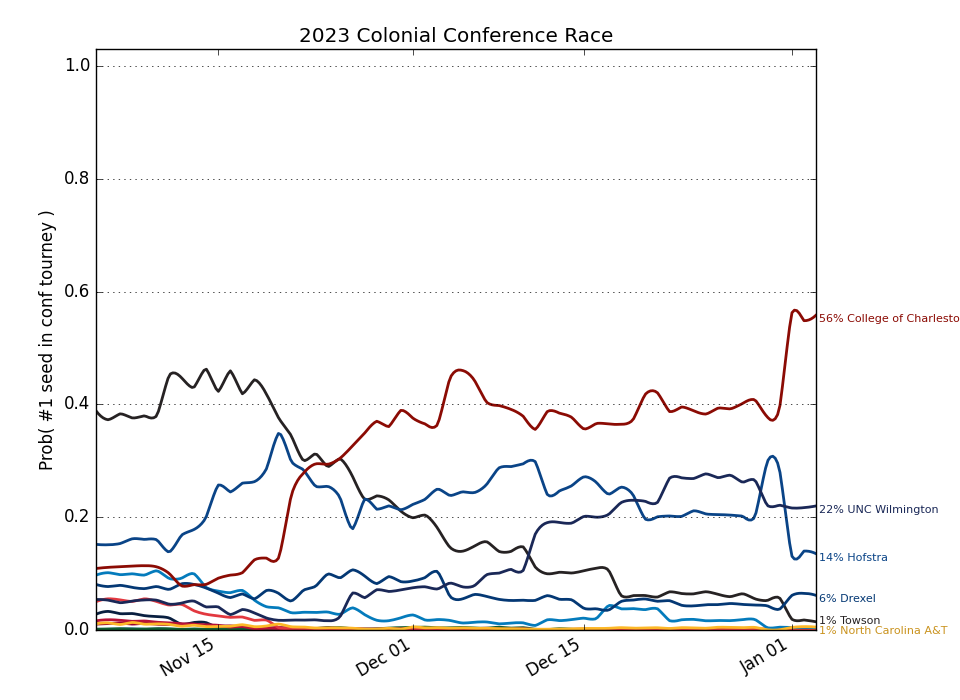 2023 Colonial Conference Race
Prob( #1 seed in conf tourney )
1.0
0.8
0.6
0.4
0.2
0.0
Nov 15
Dec 01
Dec 15
Jan 01
56% College of Charlesto
22% UNC Wilmington
14% Hofstra
6% Drexel
1% Towson
1% North Carolina A&T